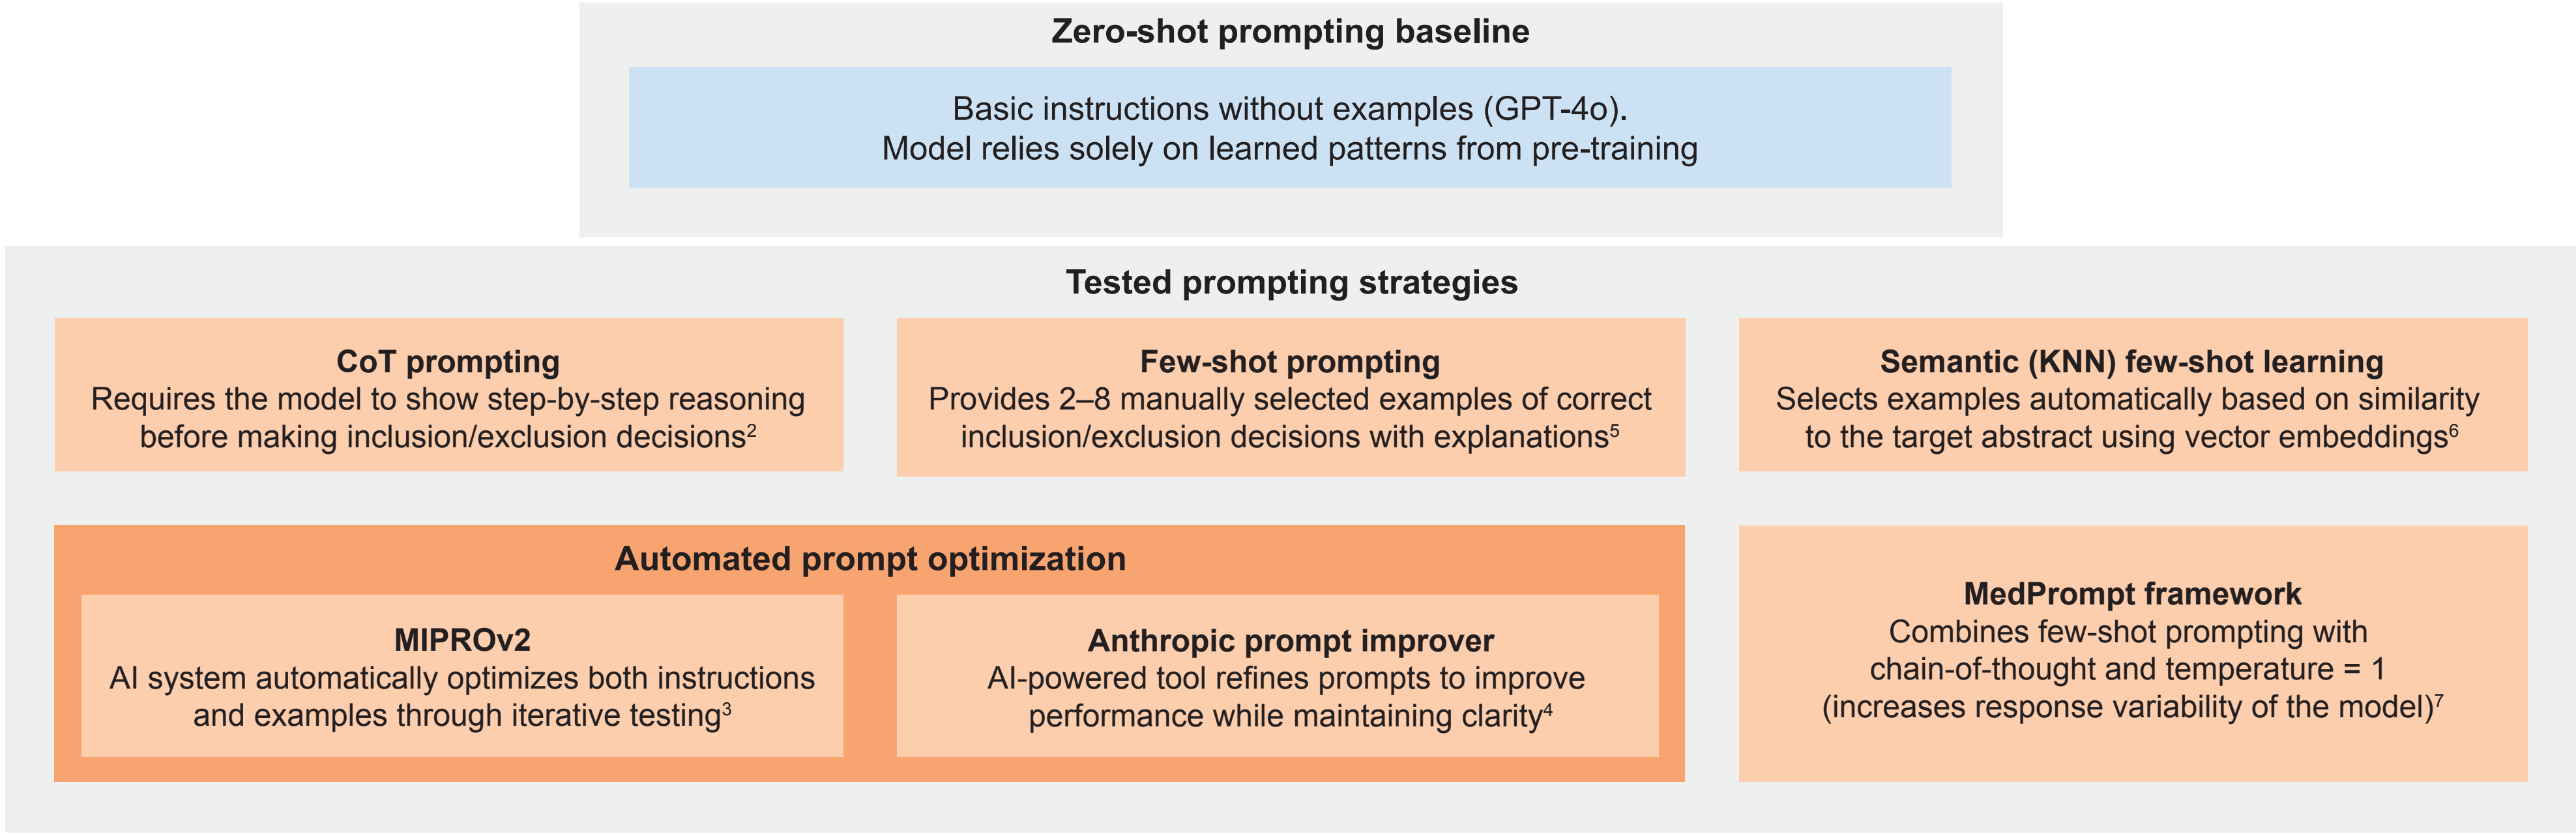 Zero-shot prompting baseline
Basic instructions without examples (GPT-4o).
Model relies solely on learned patterns from pre-training
Tested prompting strategies
CoT prompting
Requires the model to show step-by-step reasoning
before making inclusion/exclusion decisions²
Few-shot prompting
Provides 2–8 manually selected examples of correct
inclusion/exclusion decisions with explanations⁵
Semantic (KNN) few-shot learning
Selects examples automatically based on similarity
to the target abstract using vector embeddings⁶
Automated prompt optimization
MIPROv2
AI system automatically optimizes both instructions
and examples through iterative testing³
Anthropic prompt improver
AI-powered tool refines prompts to improve
performance while maintaining clarity⁴
MedPrompt framework
Combines few-shot prompting with
chain-of-thought and temperature = 1
(increases response variability of the model)⁷